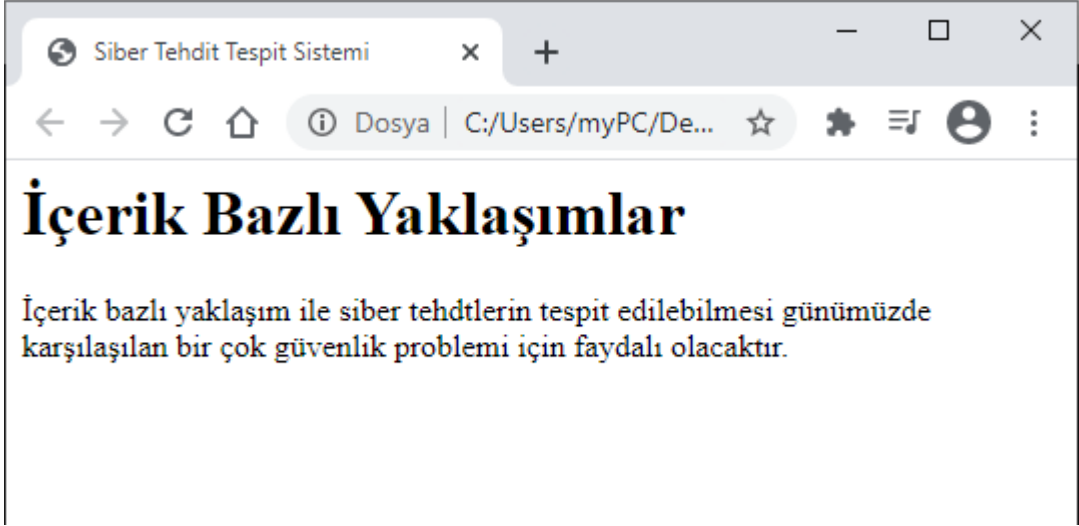 Siber Tehdit Tespit Sistemi
Dosya | C:/Users/myPC/De...
İçerik Bazlı Yaklaşımlar
İçerik bazlı yaklaşım ile siber tehdtlerin tespit edilebilmesi günümüzde
karşılaşılan bir çok güvenlik problemi için faydalı olacaktır.